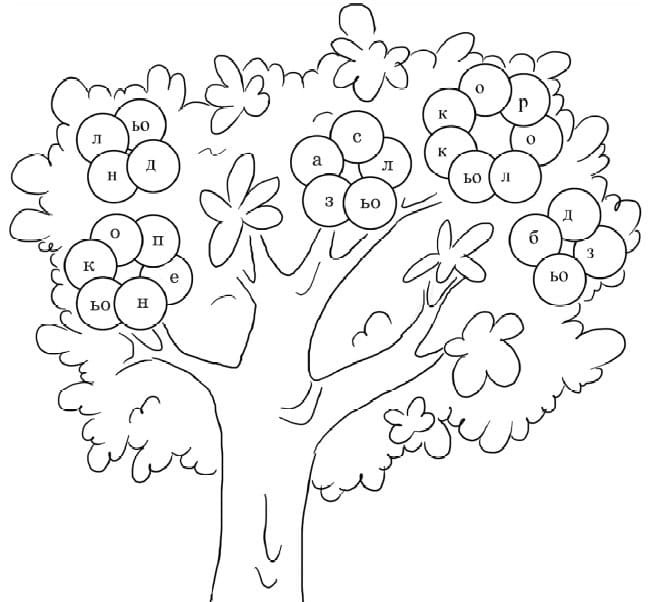 л ьо н д
о п к е ьо н
с а л з ьо
о р к о к ьо л
д б з ьо